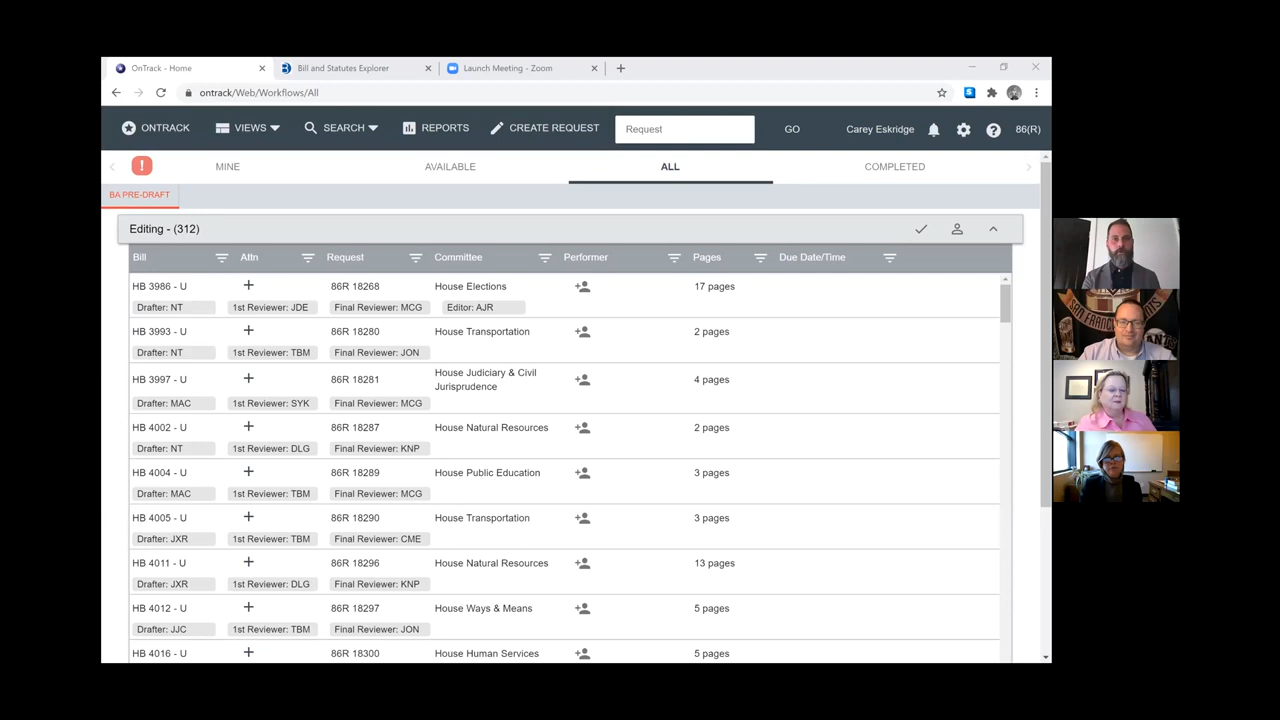 OnTrack - Home
Bill and Statutes Explorer
Launch Meeting - Zoom
ontrack/Web/Workflows/All
ONTRACK VIEWS SEARCH REPORTS CREATE REQUEST Request GO Carey Eskridge 86(R)
MINE AVAILABLE ALL COMPLETED
BA PRE-DRAFT
Editing - (312)
Bill Attn Request Committee Performer Pages Due Date/Time
HB 3986 - U + 86R 18268 House Elections 17 pages
Drafter: NT 1st Reviewer: JDE Final Reviewer: MCG Editor: AJR
HB 3993 - U + 86R 18280 House Transportation 2 pages
Drafter: NT 1st Reviewer: TBM Final Reviewer: JON
HB 3997 - U + 86R 18281 House Judiciary & Civil 4 pages
Jurisprudence
Drafter: MAC 1st Reviewer: SYK Final Reviewer: MCG
HB 4002 - U + 86R 18287 House Natural Resources 2 pages
Drafter: NT 1st Reviewer: DLG Final Reviewer: KNP
HB 4004 - U + 86R 18289 House Public Education 3 pages
Drafter: MAC 1st Reviewer: TBM Final Reviewer: MCG
HB 4005 - U + 86R 18290 House Transportation 3 pages
Drafter: JXR 1st Reviewer: TBM Final Reviewer: CME
HB 4011 - U + 86R 18296 House Natural Resources 13 pages
Drafter: JXR 1st Reviewer: DLG Final Reviewer: KNP
HB 4012 - U + 86R 18297 House Ways & Means 5 pages
Drafter: JJC 1st Reviewer: TBM Final Reviewer: JON
HB 4016 - U + 86R 18300 House Human Services 5 pages
SAN FRANCISCO